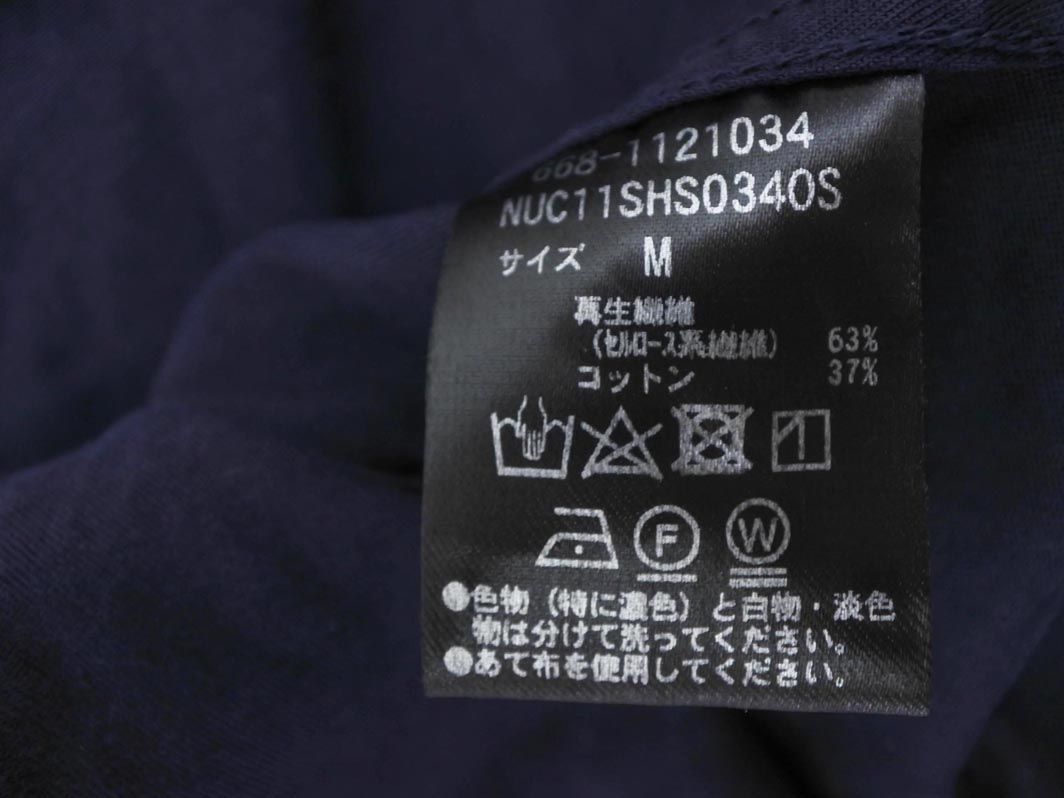 668-1121034
NUC11SHS0340S
サイズ M
再生繊維
(セルロース系繊維) 63%
コットン 37%
F W
●色物(特に濃色)と白物・淡色
物は分けて洗ってください。
●あて布を使用してください。